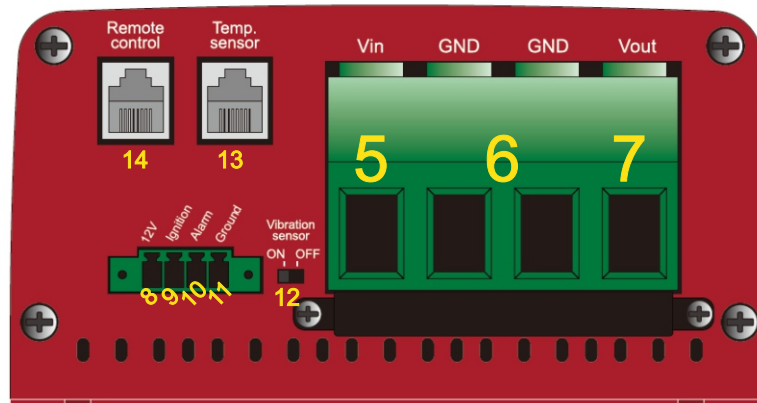 Remote
control
Temp.
sensor
Vin GND GND Vout
14
13
5
6
7
12V
Ignition
Alarm
Ground
Vibration
sensor
ON OFF
8
9
10
11
12